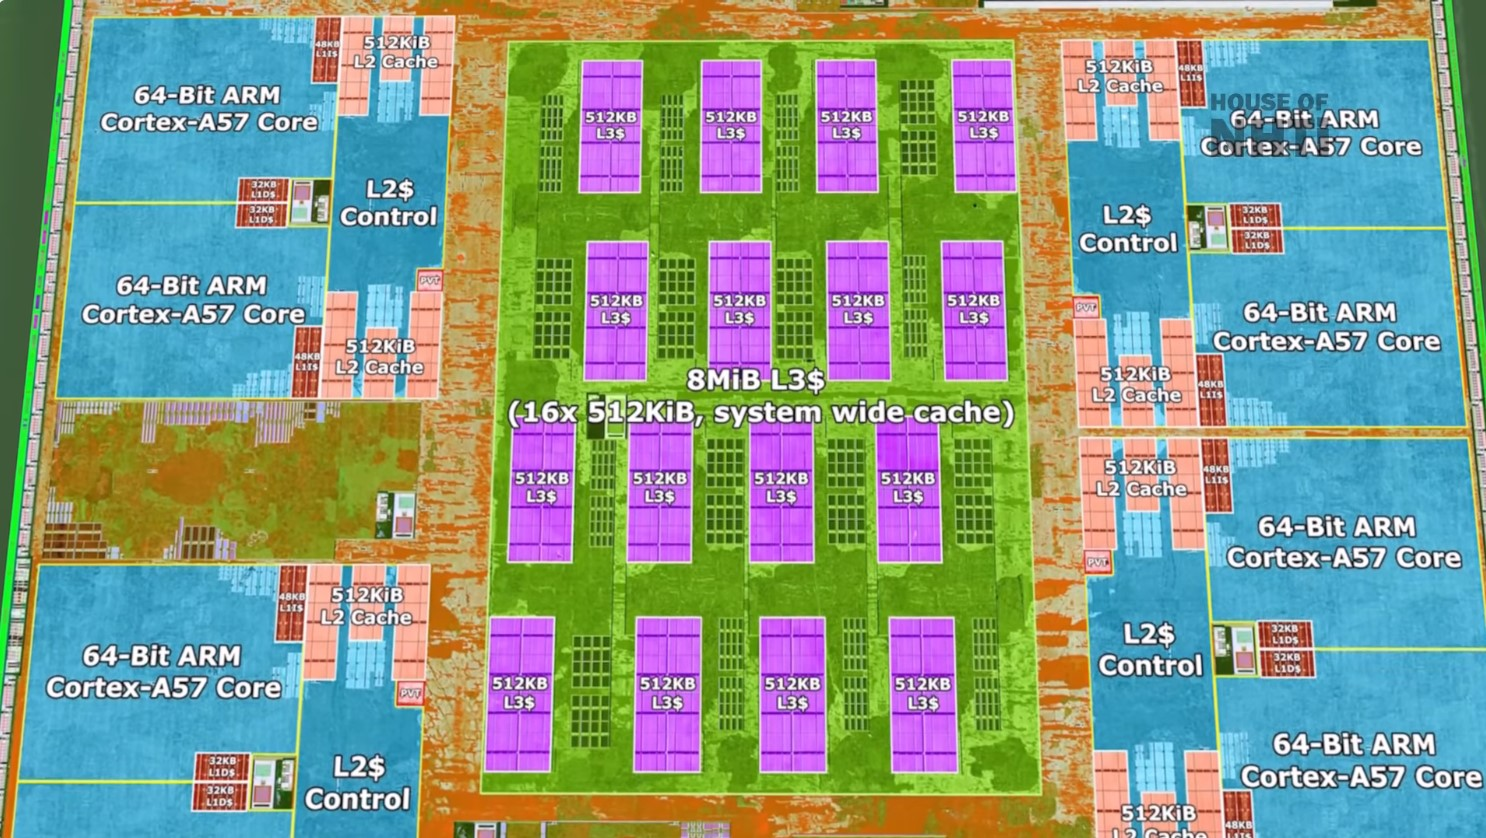 48KB
L1I$
512KiB
L2 Cache
64-Bit ARM
Cortex-A57 Core
32KB
L1D$
32KB
L1D$
L2$
Control
64-Bit ARM
Cortex-A57 Core
PVT
48KB
L1I$
512KiB
L2 Cache
48KB
L1I$
512KiB
L2 Cache
64-Bit ARM
Cortex-A57 Core
PVT
32KB
L1D$
32KB
L1D$
L2$
Control
512KB
L3$
512KB
L3$
512KB
L3$
512KB
L3$
512KB
L3$
512KB
L3$
512KB
L3$
512KB
L3$
8MiB L3$
(16x 512KiB, system wide cache)
512KB
L3$
512KB
L3$
512KB
L3$
512KB
L3$
512KB
L3$
512KB
L3$
512KB
L3$
512KB
L3$
512KiB
L2 Cache
48KB
L1I$
HOUSE OF
64-Bit ARM
Cortex-A57 Core
L2$
Control
32KB
L1D$
32KB
L1D$
PVT
64-Bit ARM
Cortex-A57 Core
512KiB
L2 Cache
48KB
L1I$
512KiB
L2 Cache
48KB
L1I$
64-Bit ARM
Cortex-A57 Core
PVT
L2$
Control
32KB
L1D$
32KB
L1D$
64-Bit ARM
Cortex-A57 Core
512KiB
L2 Cache
48KB
L1I$